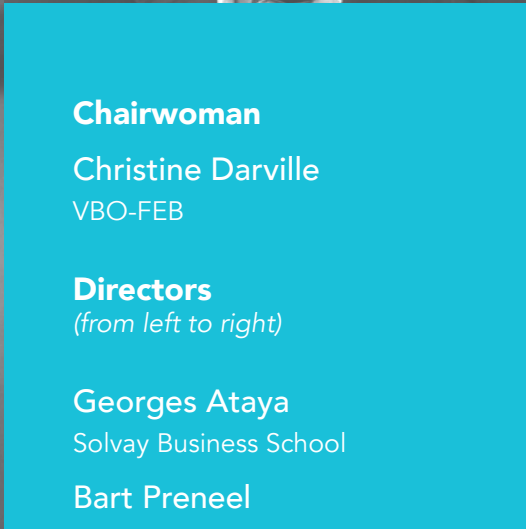 Chairwoman
Christine Darville
VBO-FEB
Directors
(from left to right)
Georges Ataya
Solvay Business School
Bart Preneel